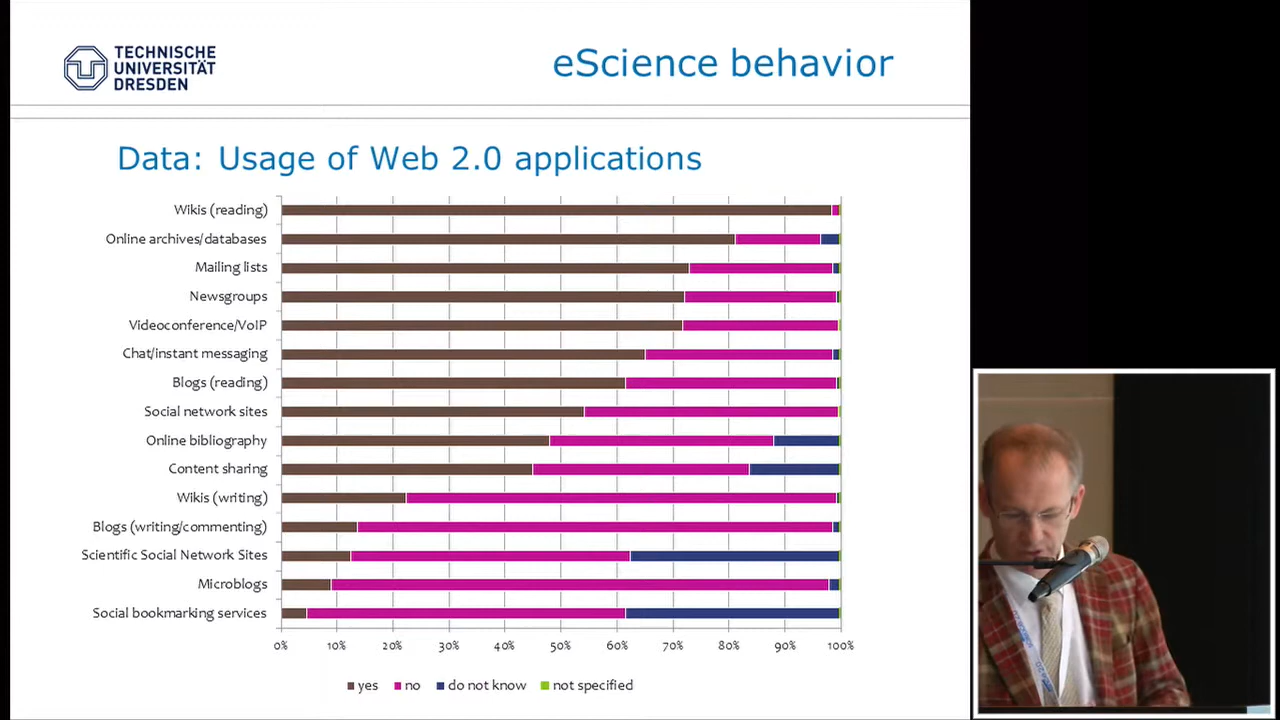 TECHNISCHE
UNIVERSITÄT
DRESDEN
eScience behavior
Data: Usage of Web 2.0 applications
Wikis (reading)
Online archives/databases
Mailing lists
Newsgroups
Videoconference/VoIP
Chat/instant messaging
Blogs (reading)
Social network sites
Online bibliography
Content sharing
Wikis (writing)
Blogs (writing/commenting)
Scientific Social Network Sites
Microblogs
Social bookmarking services
0% 10% 20% 30% 40% 50% 60% 70% 80% 90% 100%
yes no do not know not specified